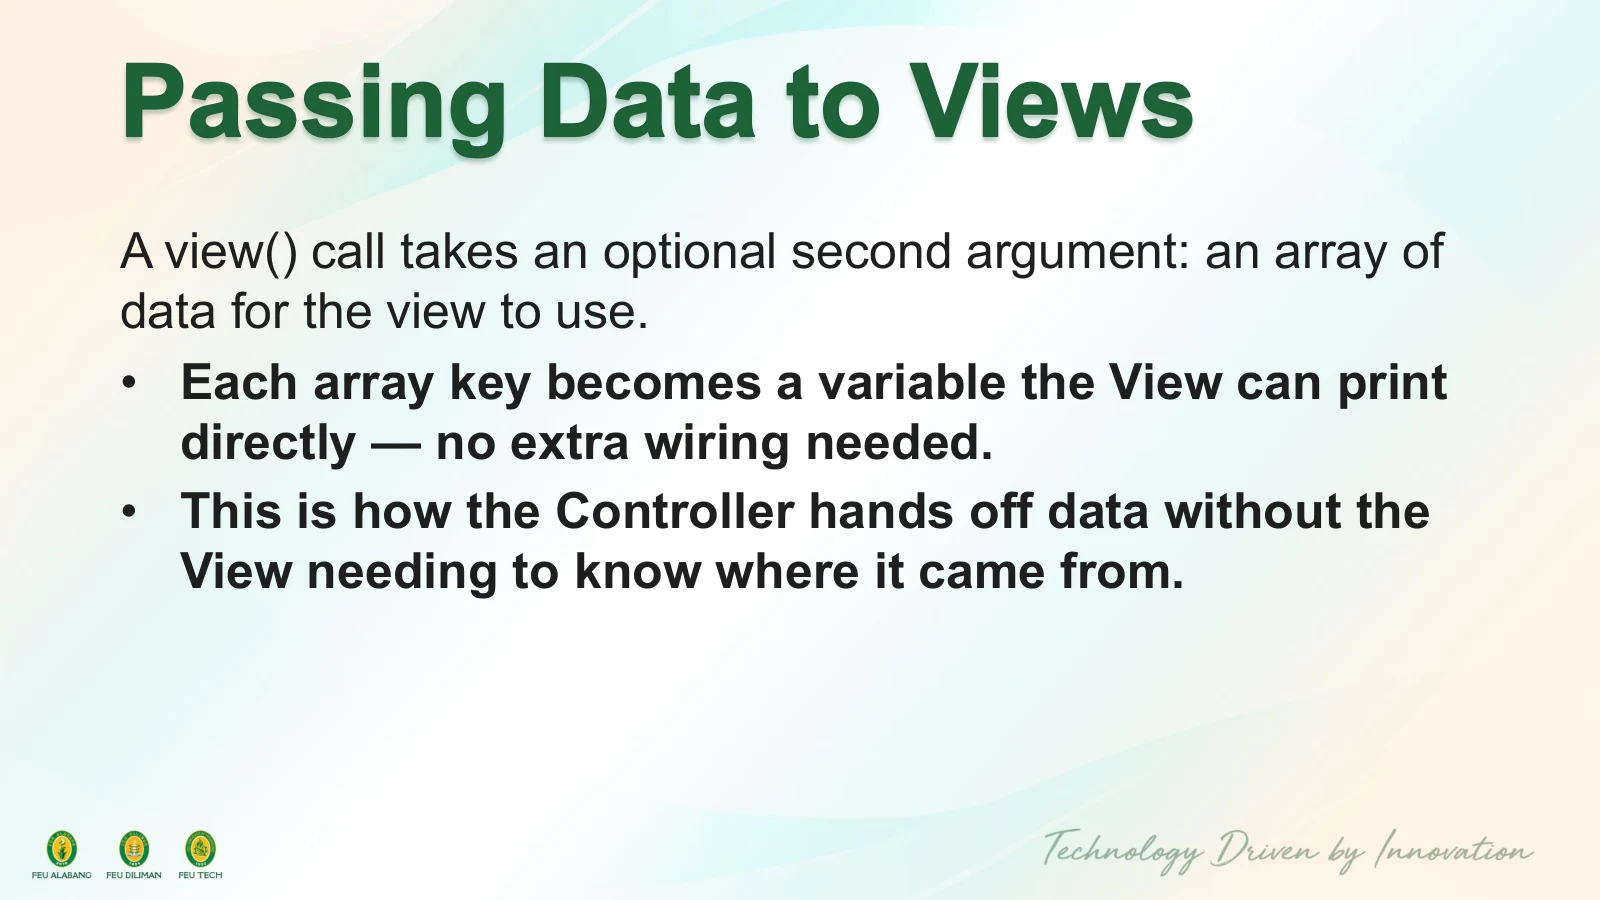 Passing Data to Views
A view() call takes an optional second argument: an array of
data for the view to use.
• Each array key becomes a variable the View can print
directly — no extra wiring needed.
• This is how the Controller hands off data without the
View needing to know where it came from.
FEU ALABANG FEU DILIMAN FEU TECH
Technology Driven by Innovation